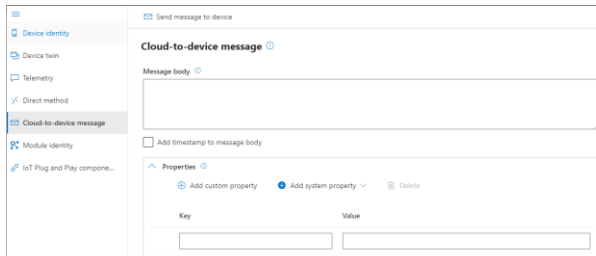 Send message to device
Device identity
Cloud-to-device message
Device twin
Message body
Telemetry
Direct method
Cloud-to-device message
Module identity
Add timestamp to message body
IoT Plug and Play compone...
Properties
Add custom property Add system property Delete
Key Value